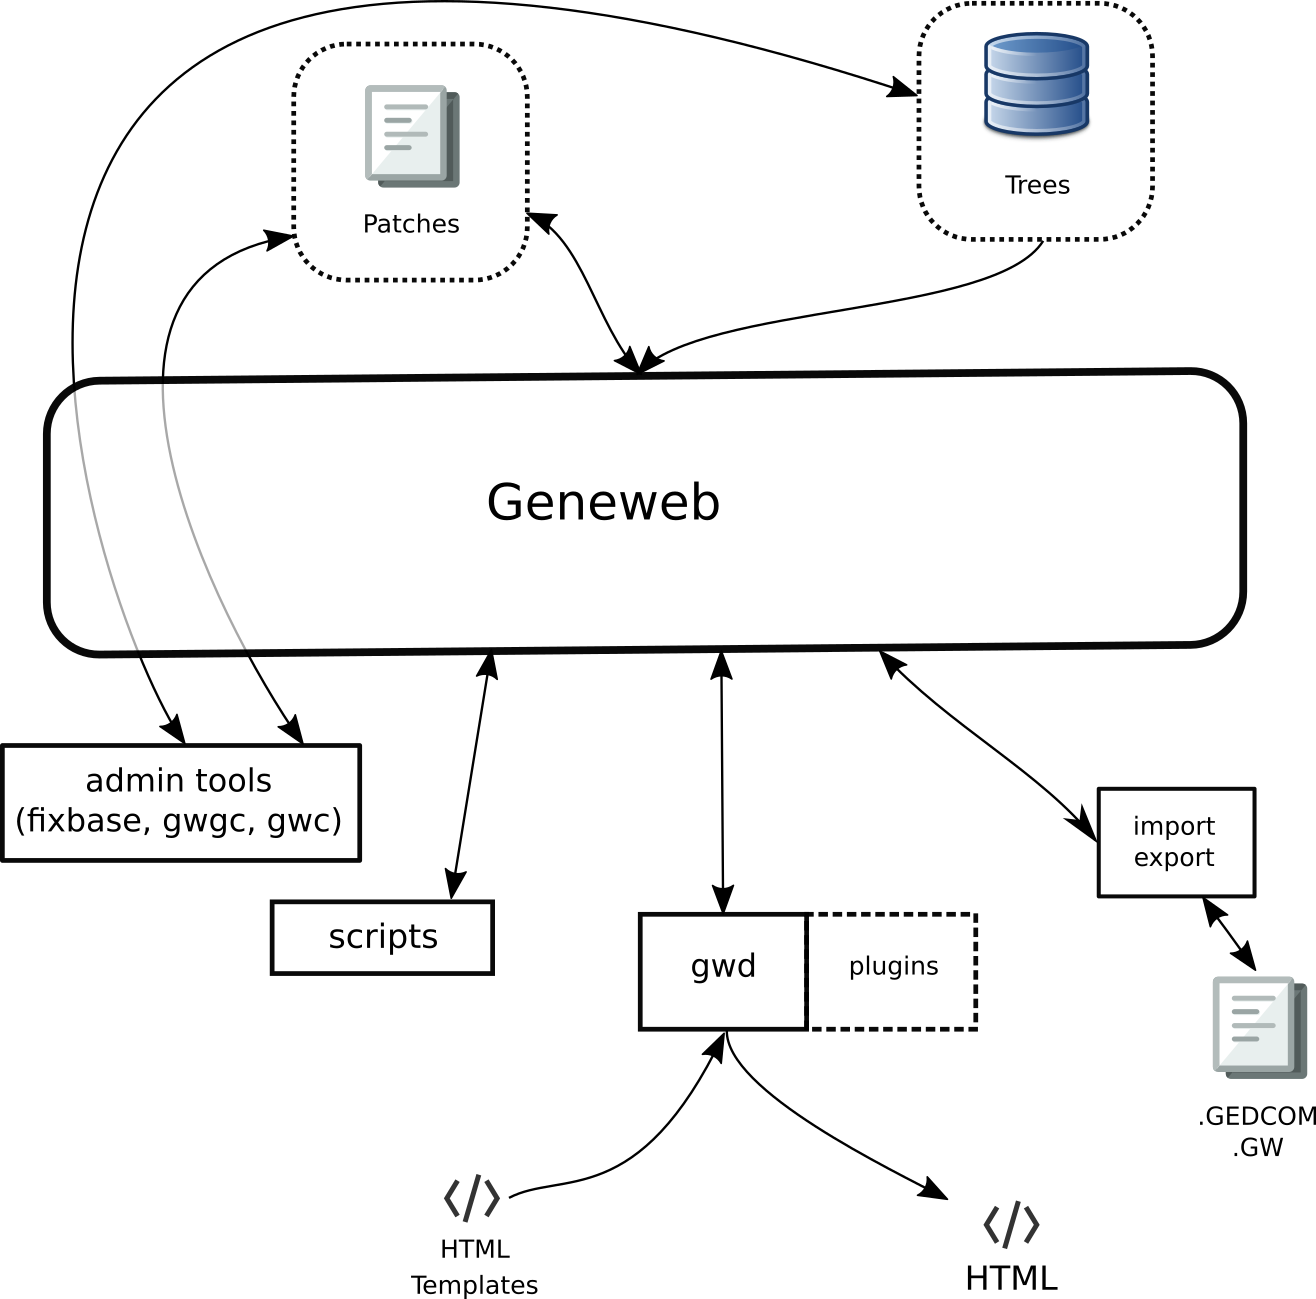 Trees
Patches
Geneweb
admin tools
(fixbase, gwgc, gwc)
import
export
scripts
gwd
plugins
.GEDCOM
.GW
HTML
Templates
HTML